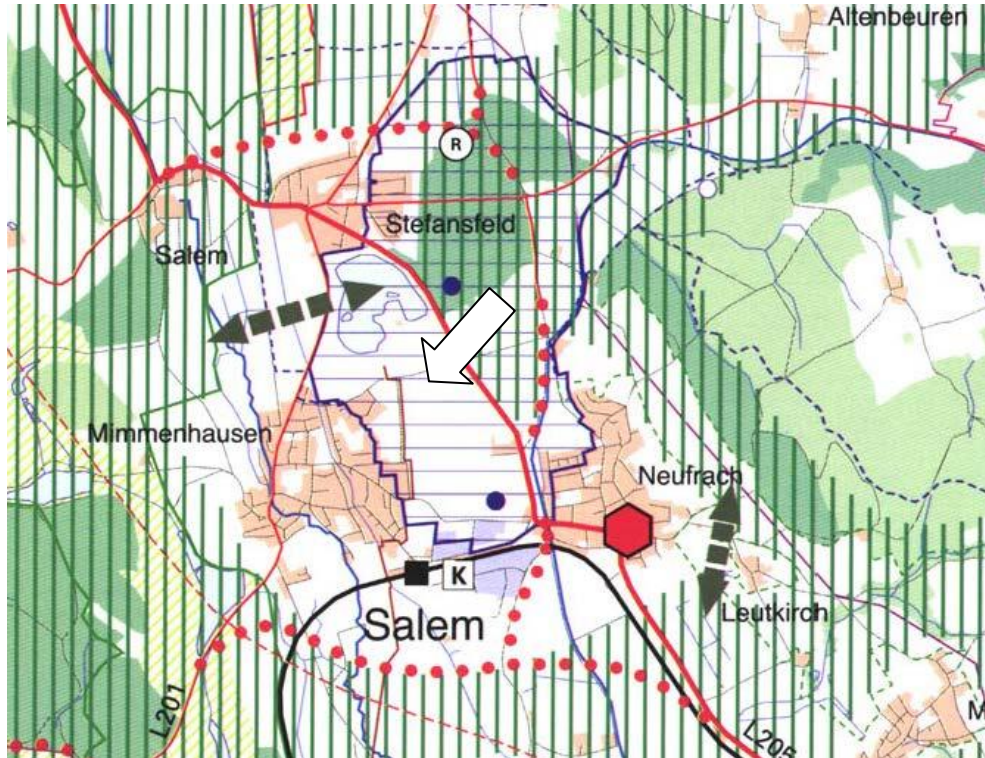 Altenbeuren
R
Stefansfeld
Salem
Mimmenhausen
Neufrach
K
Leutkirch
Salem
L201
L205
M